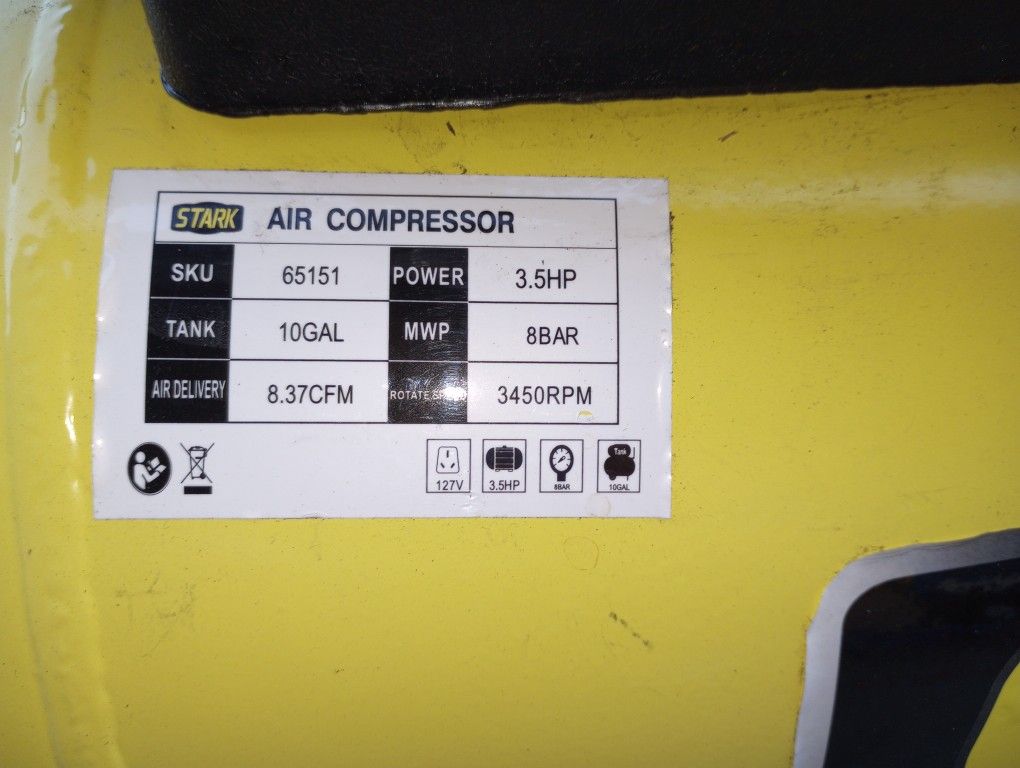 STARK AIR COMPRESSOR
SKU 65151 POWER 3.5HP
TANK 10GAL MWP 8BAR
AIR DELIVERY 8.37CFM ROTATE 3450RPM
127V 3.5HP 8BAR Tank 10GAL